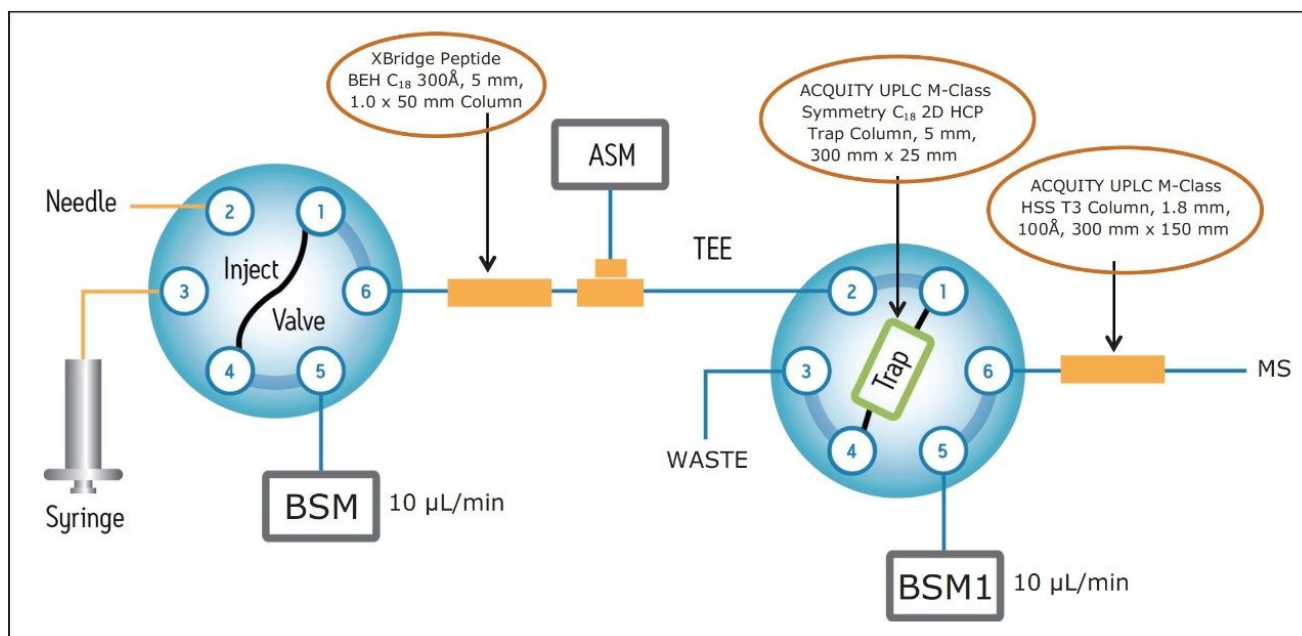 XBridge Peptide
BEH C₁₈ 300Å, 5 mm,
1.0 x 50 mm Column
ACQUITY UPLC M-Class
Symmetry C₁₈ 2D HCP
Trap Column, 5 mm,
300 mm x 25 mm
ACQUITY UPLC M-Class
HSS T3 Column, 1.8 mm,
100Å, 300 mm x 150 mm
ASM
TEE
Needle
2
1
Inject
3
6
Valve
4
5
Syringe
BSM
10 µL/min
2
1
3
Trap
6
MS
4
5
WASTE
BSM1
10 µL/min